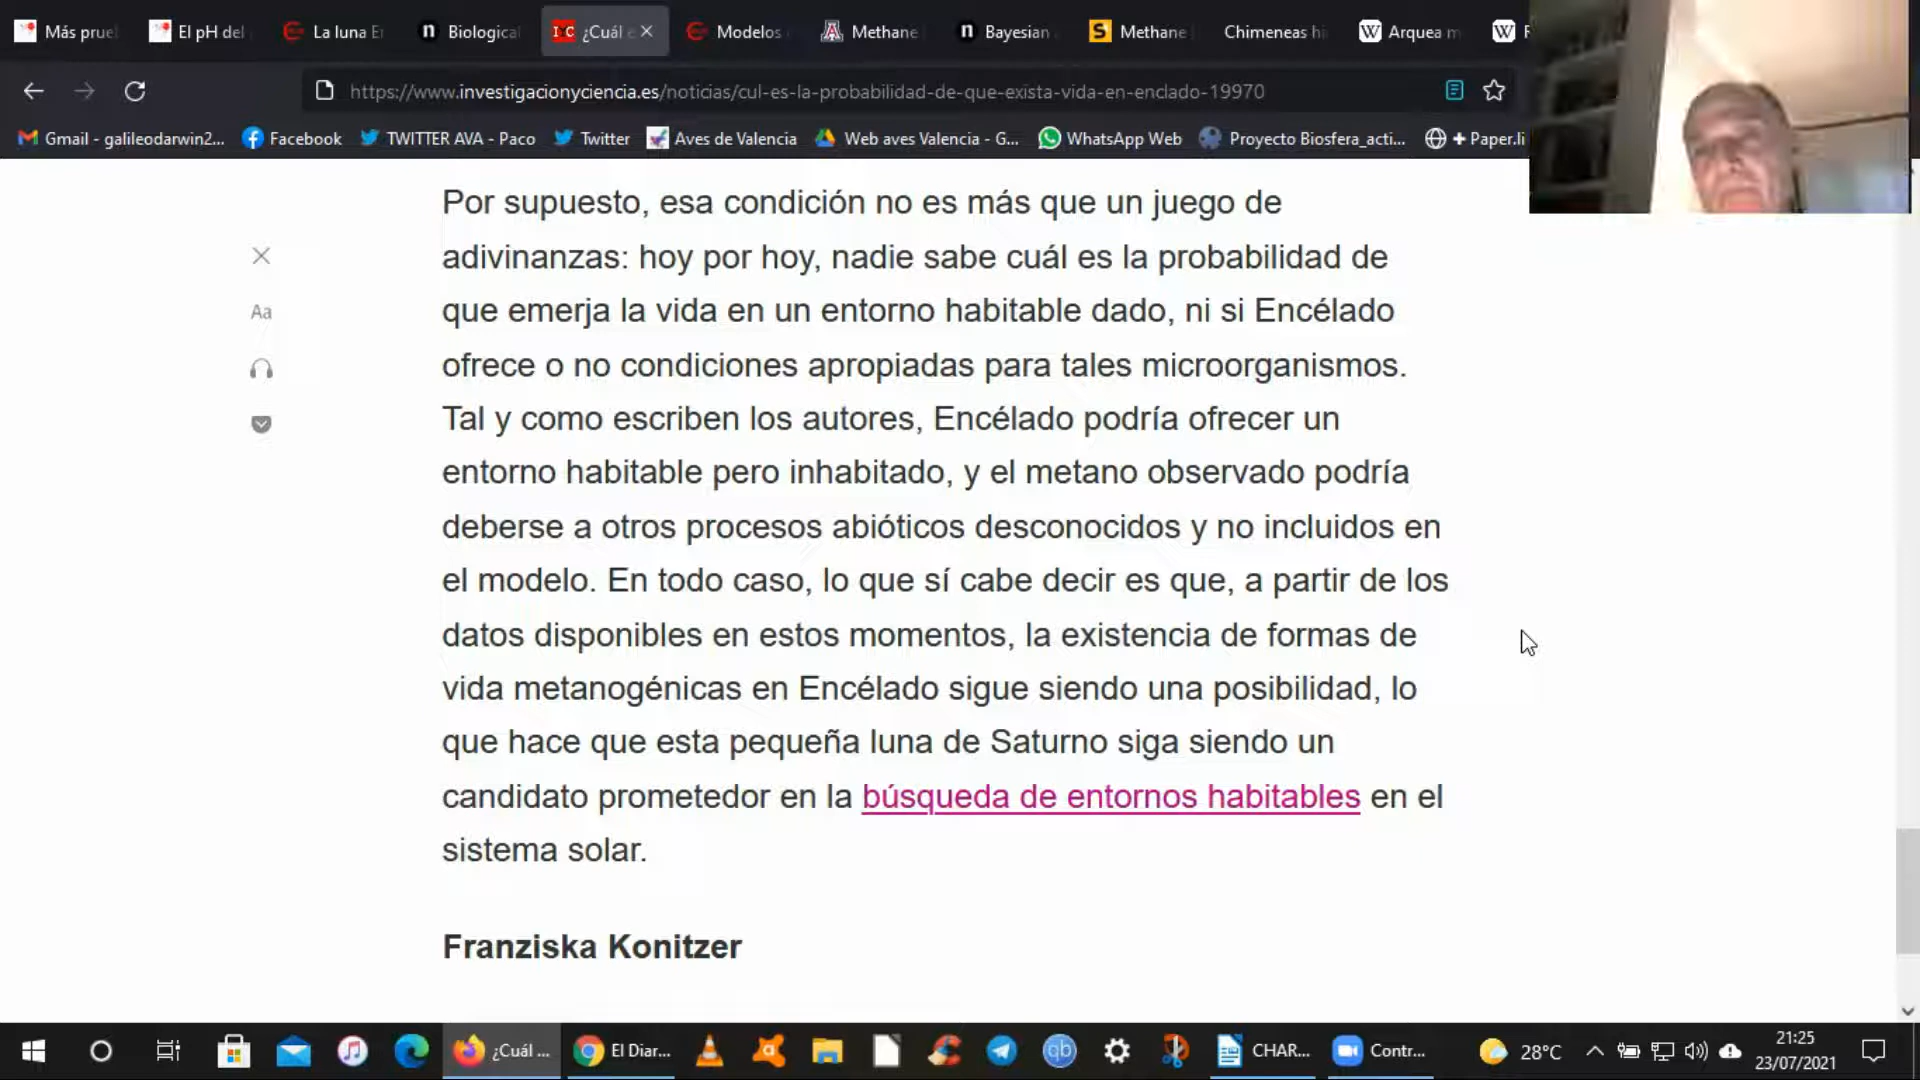 Más prue
El pH del
La luna E
Biological
¿Cuál
Modelos
Methane
Bayesian
Methane
Chimeneas hi
Arquea m
https://www.investigacionyciencia.es/noticias/cul-es-la-probabilidad-de-que-exista-vida-en-enclado-19970
Gmail - galileodarwin2...
Facebook
TWITTER AVA - Paco
Twitter
Aves de Valencia
Web aves Valencia - G...
WhatsApp Web
Proyecto Biosfera_acti...
+ Paper.li
Aa
Por supuesto, esa condición no es más que un juego de
adivinanzas: hoy por hoy, nadie sabe cuál es la probabilidad de
que emerja la vida en un entorno habitable dado, ni si Encélado
ofrece o no condiciones apropiadas para tales microorganismos.
Tal y como escriben los autores, Encélado podría ofrecer un
entorno habitable pero inhabitado, y el metano observado podría
deberse a otros procesos abióticos desconocidos y no incluidos en
el modelo. En todo caso, lo que sí cabe decir es que, a partir de los
datos disponibles en estos momentos, la existencia de formas de
vida metanogénicas en Encélado sigue siendo una posibilidad, lo
que hace que esta pequeña luna de Saturno siga siendo un
candidato prometedor en la búsqueda de entornos habitables en el
sistema solar.
Franziska Konitzer
¿Cuál ...
El Diar...
qb
CHAR...
Contr...
28°C
21:25
23/07/2021